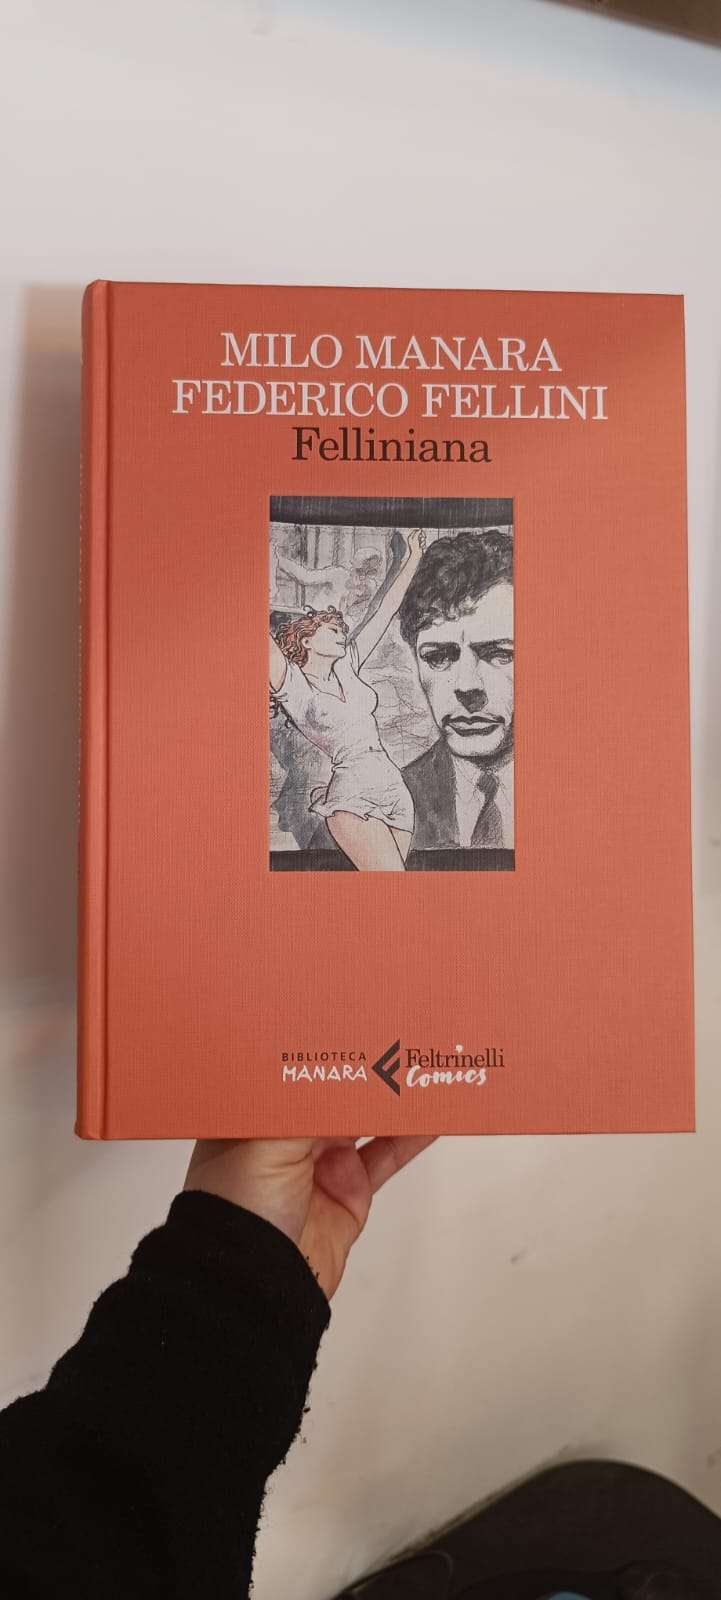 MILO MANARA
FEDERICO FELLINI
Felliniana
BIBLIOTECA
MANARA
Feltrinelli
Comics